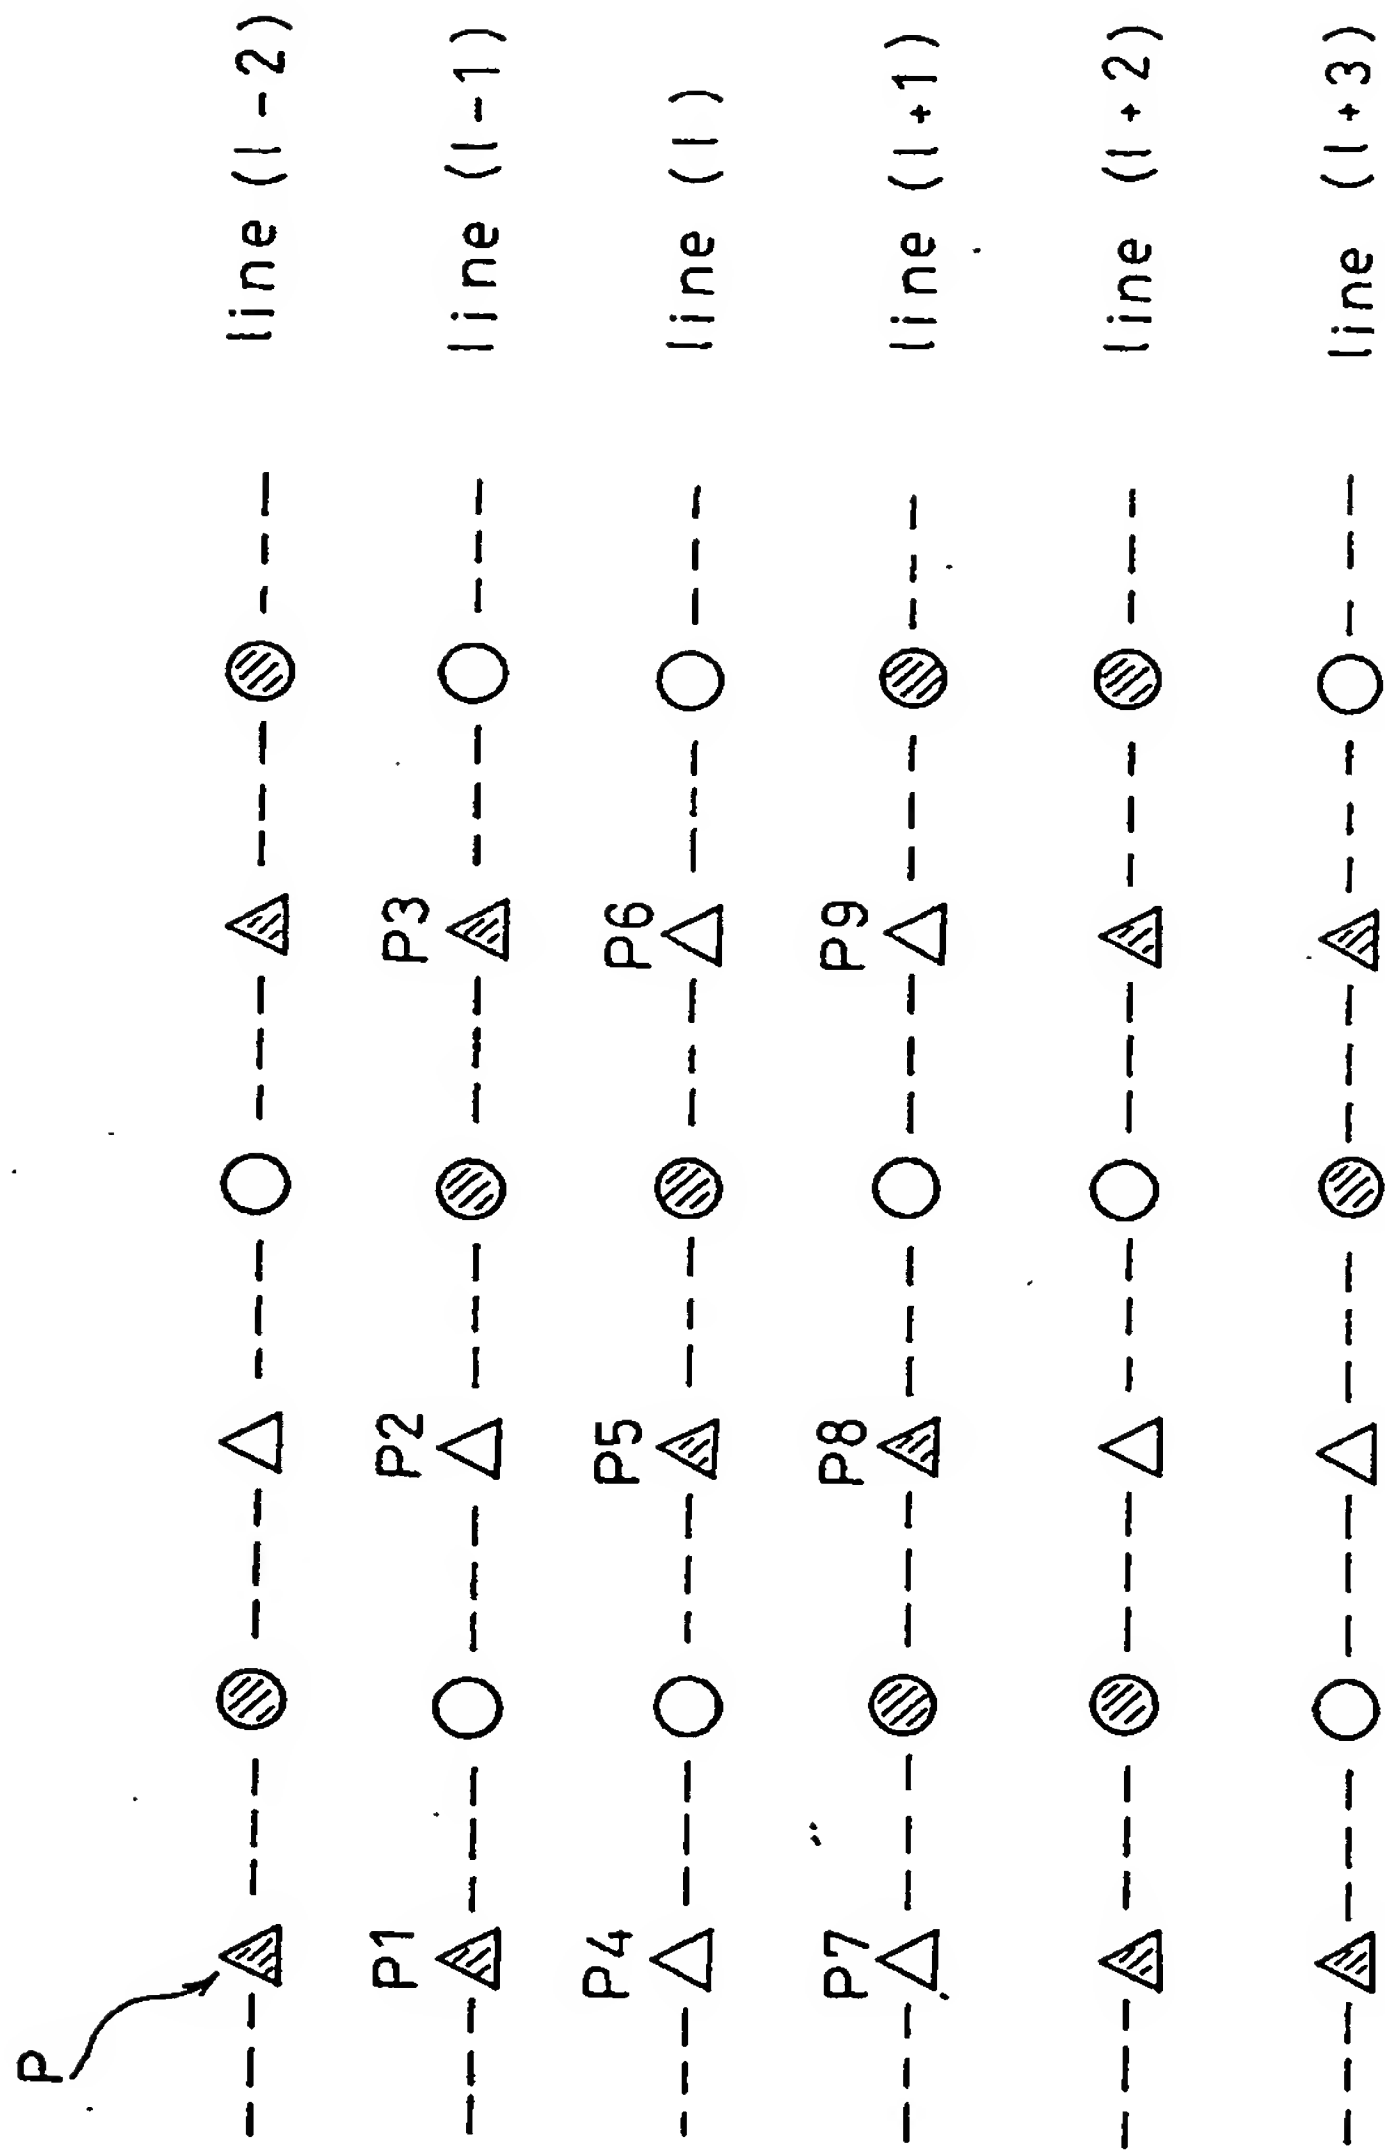 P
line (l-2)
P1 P2 P3
line (l-1)
P4 P5 P6
line (l)
P7 P8 P9
line (l+1)
line (l+2)
line (l+3)